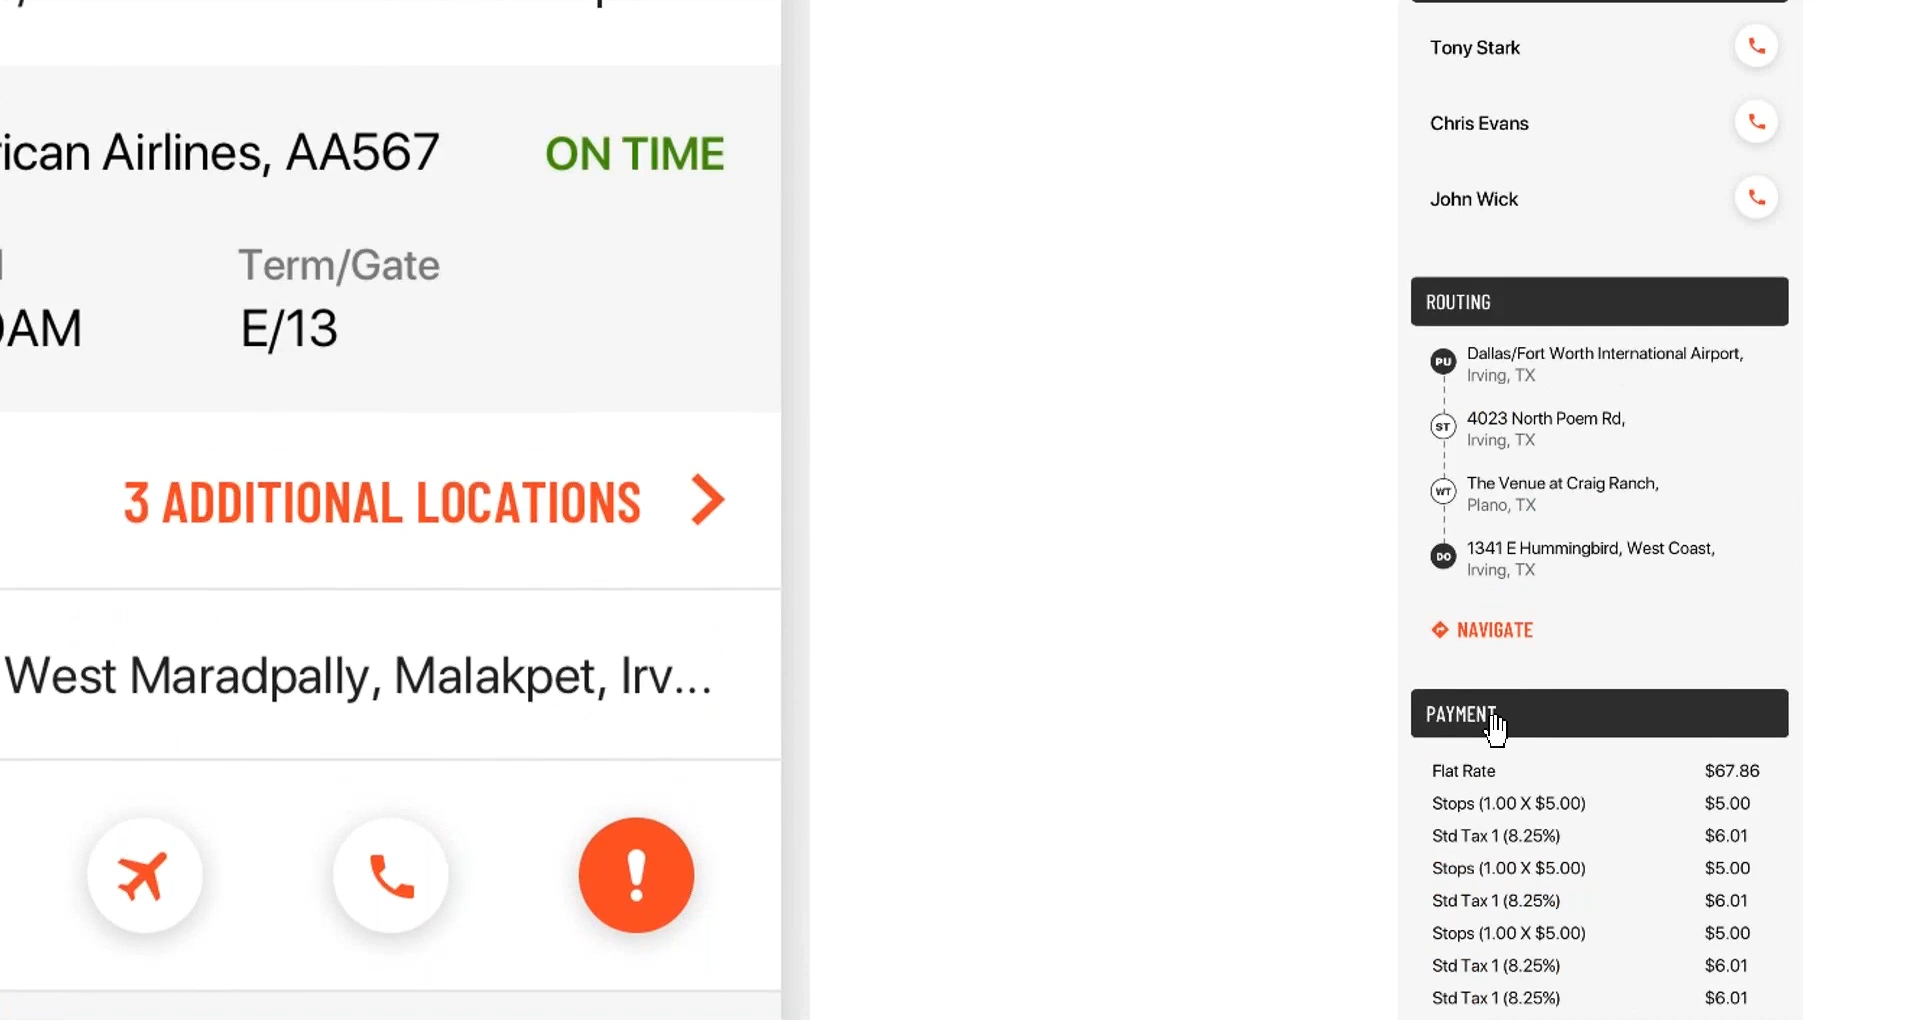 ican Airlines, AA567
ON TIME
Term/Gate
AM
E/13
3 ADDITIONAL LOCATIONS
West Maradpally, Malakpet, Irv...
Tony Stark
Chris Evans
John Wick
ROUTING
PU
Dallas/Fort Worth International Airport,
Irving, TX
ST
4023 North Poem Rd,
Irving, TX
WT
The Venue at Craig Ranch,
Plano, TX
DO
1341 E Hummingbird, West Coast,
Irving, TX
NAVIGATE
PAYMENT
Flat Rate $67.86
Stops (1.00 X $5.00) $5.00
Std Tax 1 (8.25%) $6.01
Stops (1.00 X $5.00) $5.00
Std Tax 1 (8.25%) $6.01
Stops (1.00 X $5.00) $5.00
Std Tax 1 (8.25%) $6.01
Std Tax 1 (8.25%) $6.01